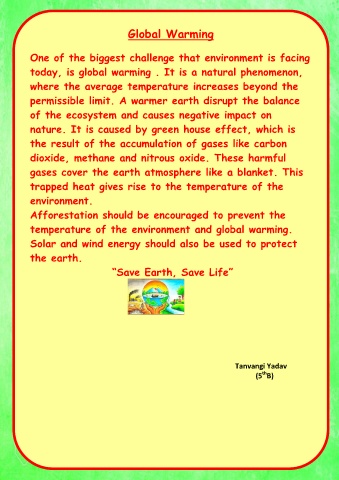 Global Warming
One of the biggest challenge that environment is facing
today, is global warming . It is a natural phenomenon,
where the average temperature increases beyond the
permissible limit. A warmer earth disrupt the balance
of the ecosystem and causes negative impact on
nature. It is caused by green house effect, which is
the result of the accumulation of gases like carbon
dioxide, methane and nitrous oxide. These harmful
gases cover the earth atmosphere like a blanket. This
trapped heat gives rise to the temperature of the
environment.
Afforestation should be encouraged to prevent the
temperature of the environment and global warming.
Solar and wind energy should also be used to protect
the earth.
“Save Earth, Save Life”
Tanvangi Yadav
(5thB)